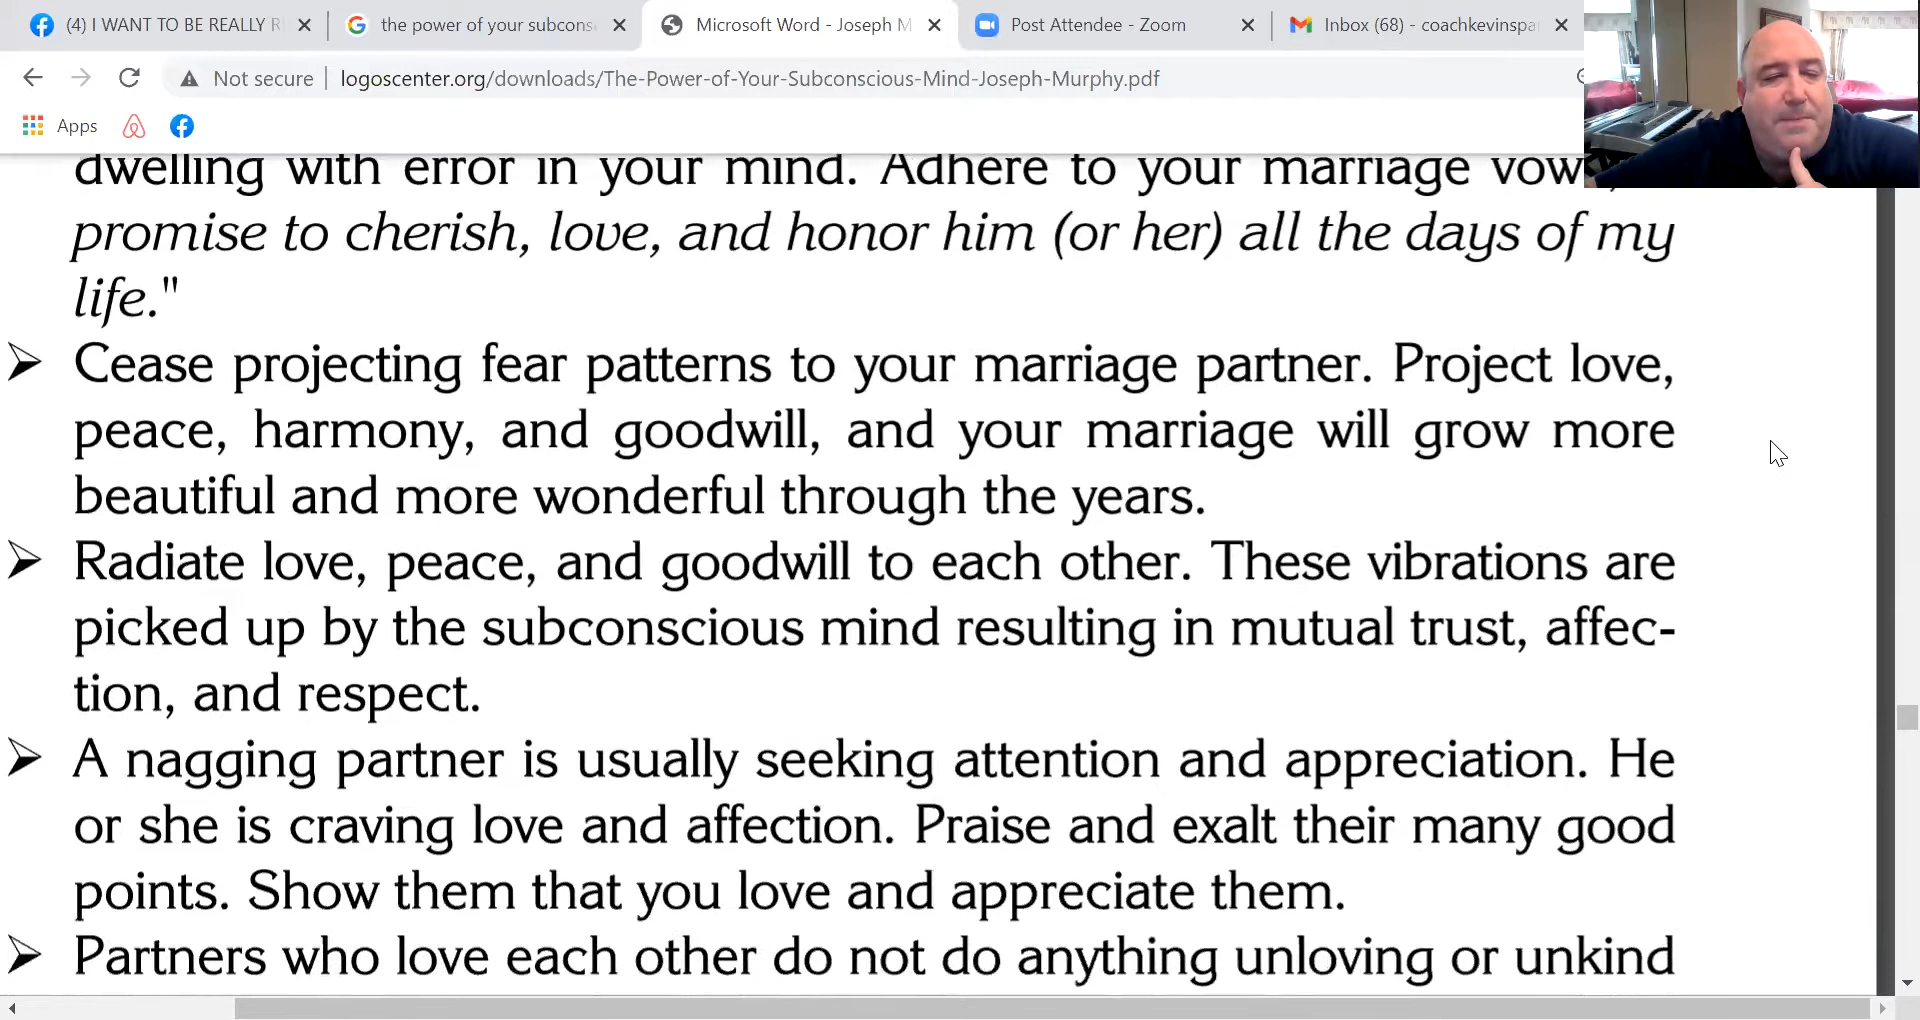 (4) I WANT TO BE REALLY R
the power of your subcons
Microsoft Word - Joseph M
Post Attendee - Zoom
Inbox (68) - coachkevinspa
Not secure | logoscenter.org/downloads/The-Power-of-Your-Subconscious-Mind-Joseph-Murphy.pdf
Apps
dwelling with error in your mind. Adhere to your marriage
promise to cherish, love, and honor him (or her) all the days of my
life."
➢ Cease projecting fear patterns to your marriage partner. Project love,
peace, harmony, and goodwill, and your marriage will grow more
beautiful and more wonderful through the years.
➢ Radiate love, peace, and goodwill to each other. These vibrations are
picked up by the subconscious mind resulting in mutual trust, affec-
tion, and respect.
➢ A nagging partner is usually seeking attention and appreciation. He
or she is craving love and affection. Praise and exalt their many good
points. Show them that you love and appreciate them.
➢ Partners who love each other do not do anything unloving or unkind